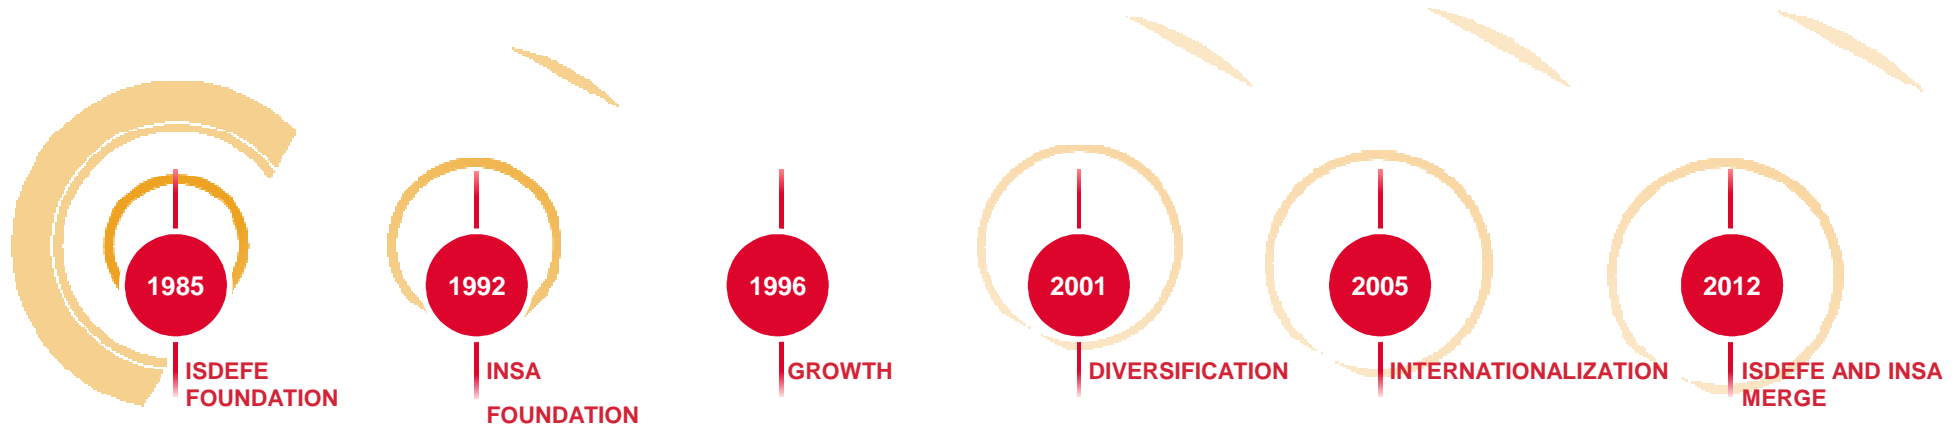 1985
ISDEFE
FOUNDATION
1992
INSA
FOUNDATION
1996
GROWTH
2001
DIVERSIFICATION
2005
INTERNATIONALIZATION
2012
ISDEFE AND INSA
MERGE